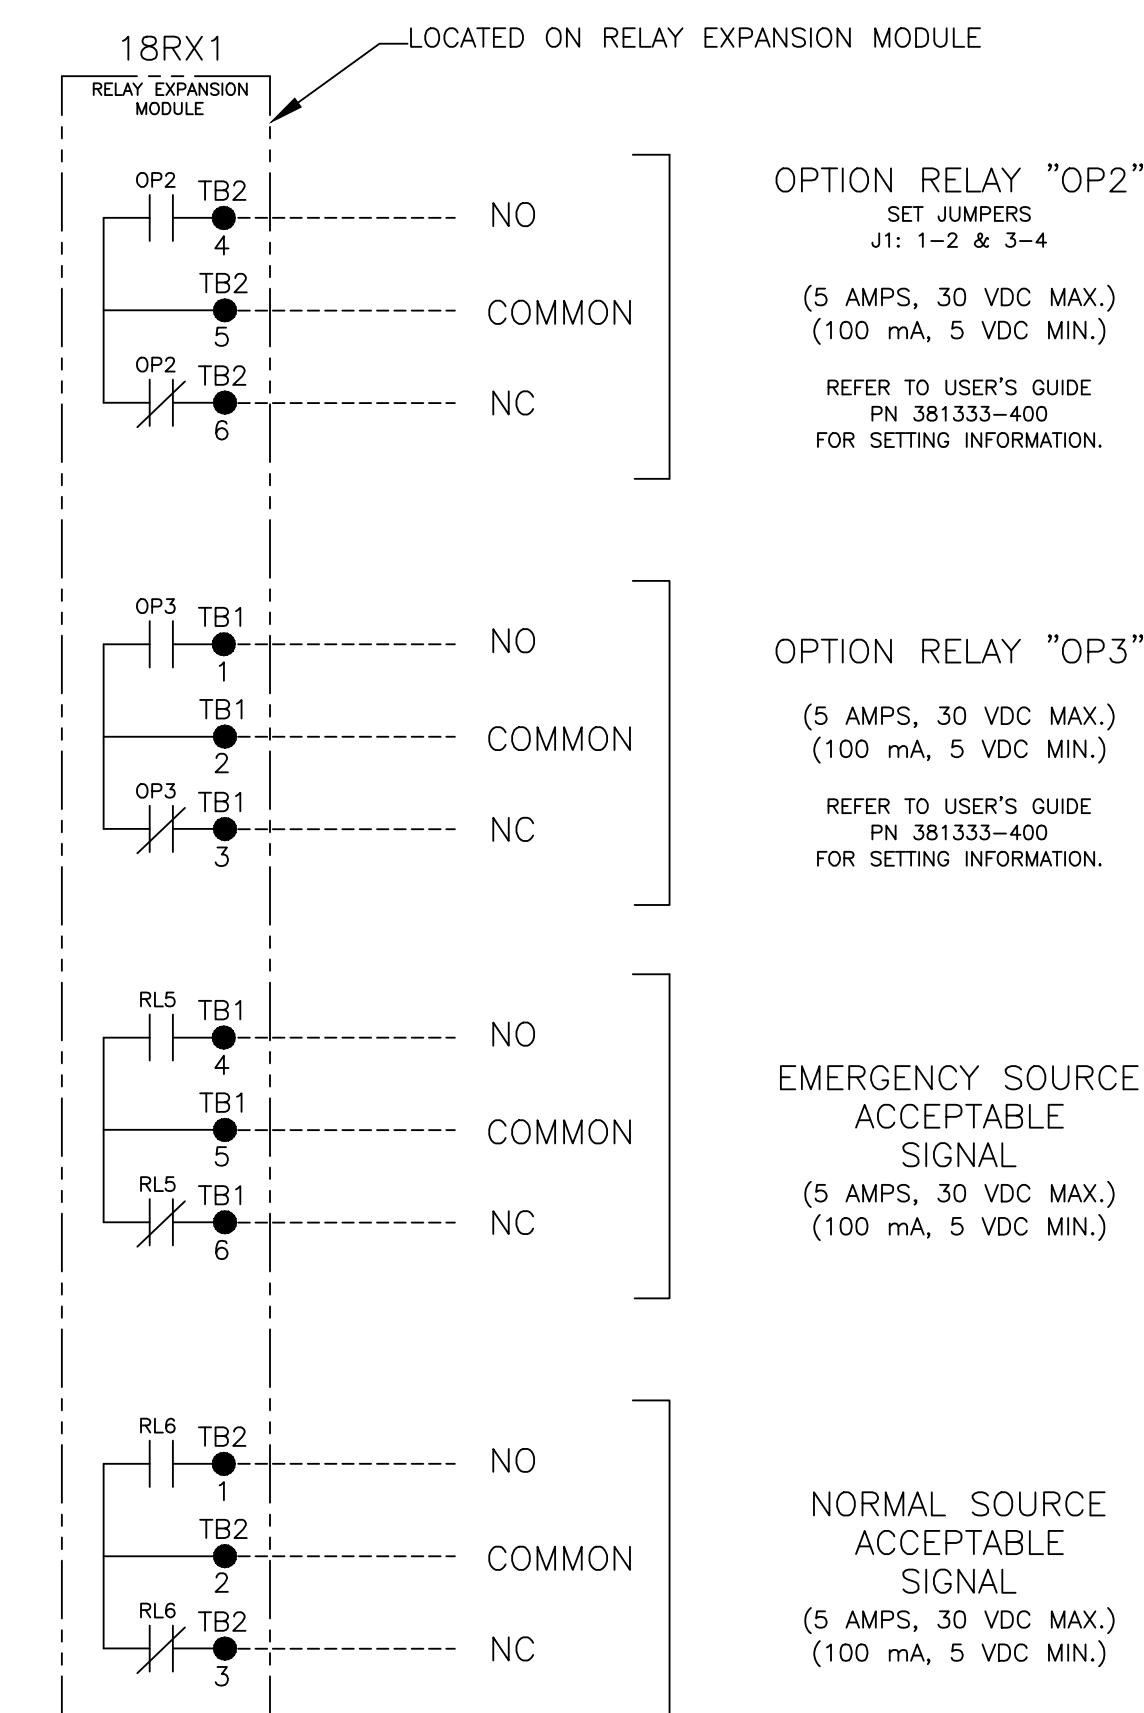 18RX1
LOCATED ON RELAY EXPANSION MODULE
RELAY EXPANSION
MODULE
OP2 TB2
4
NO
TB2
5
COMMON
OP2 TB2
6
NC
OPTION RELAY "OP2"
SET JUMPERS
J1: 1-2 & 3-4
(5 AMPS, 30 VDC MAX.)
(100 mA, 5 VDC MIN.)
REFER TO USER'S GUIDE
PN 381333-400
FOR SETTING INFORMATION.
OP3 TB1
1
NO
TB1
2
COMMON
OP3 TB1
3
NC
OPTION RELAY "OP3"
(5 AMPS, 30 VDC MAX.)
(100 mA, 5 VDC MIN.)
REFER TO USER'S GUIDE
PN 381333-400
FOR SETTING INFORMATION.
RL5 TB1
4
NO
TB1
5
COMMON
RL5 TB1
6
NC
EMERGENCY SOURCE
ACCEPTABLE
SIGNAL
(5 AMPS, 30 VDC MAX.)
(100 mA, 5 VDC MIN.)
RL6 TB2
1
NO
TB2
2
COMMON
RL6 TB2
3
NC
NORMAL SOURCE
ACCEPTABLE
SIGNAL
(5 AMPS, 30 VDC MAX.)
(100 mA, 5 VDC MIN.)